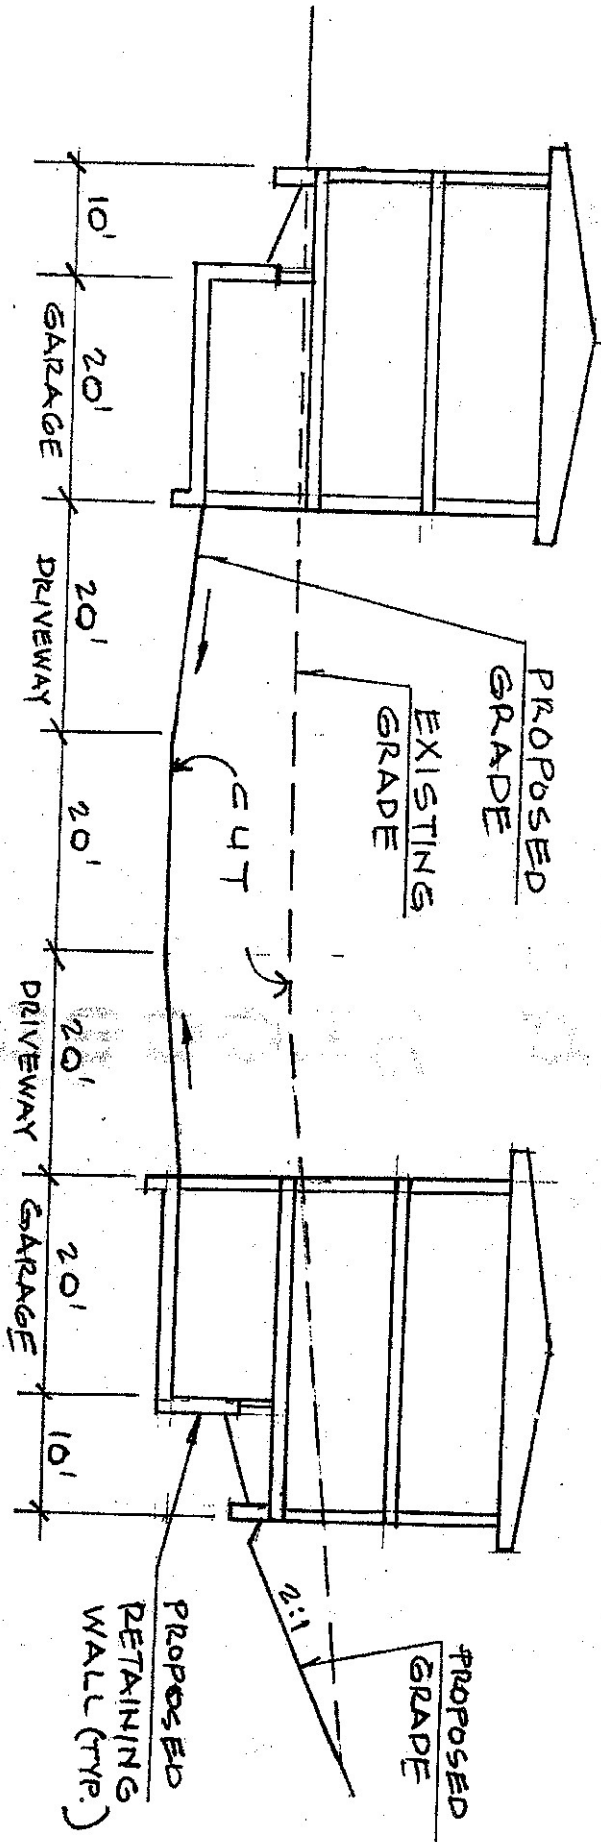 PROPOSED
GRADE
EXISTING
GRADE
CUT
2:1
PROPOSED
GRADE
PROPOSED
RETAINING
WALL (TYP.)
10'
20'
GARAGE
20'
DRIVEWAY
20'
20'
DRIVEWAY
20'
GARAGE
10'